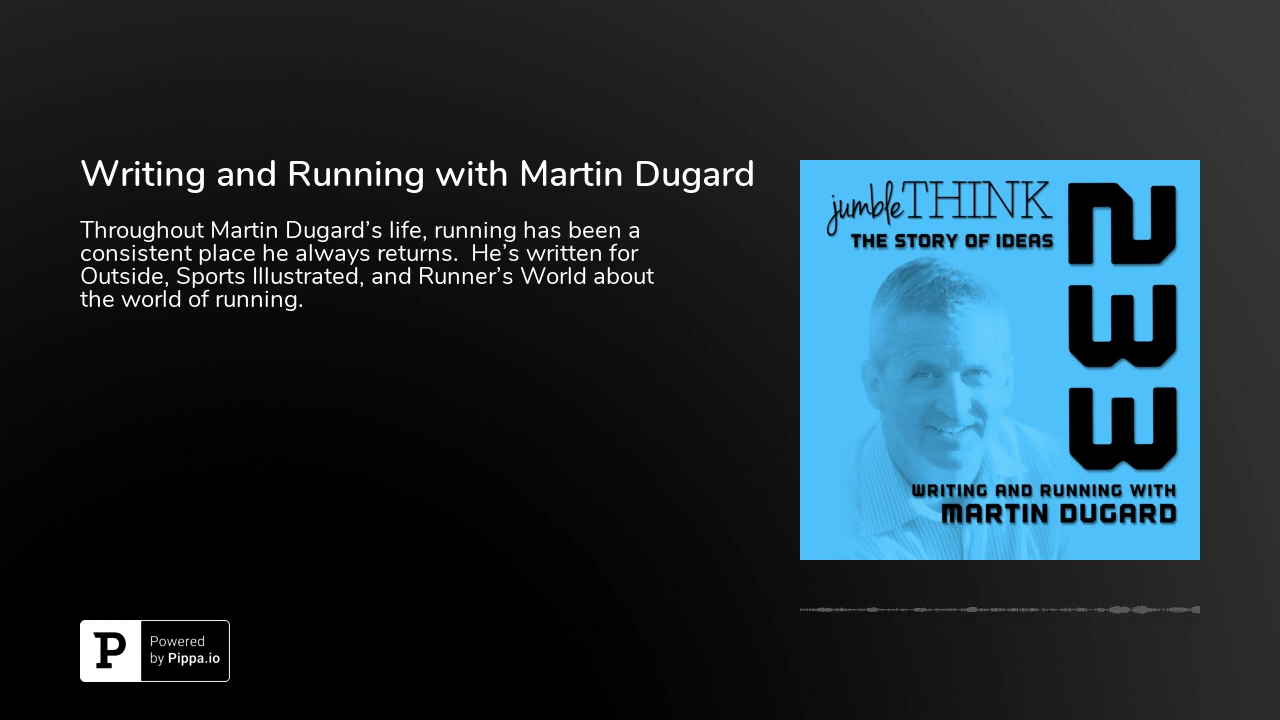 Writing and Running with Martin Dugard
Throughout Martin Dugard’s life, running has been a
consistent place he always returns.  He’s written for
Outside, Sports Illustrated, and Runner’s World about
the world of running.
jumbleTHINK
THE STORY OF IDEAS
233
WRITING AND RUNNING WITH
MARTIN DUGARD
P
Powered
by Pippa.io